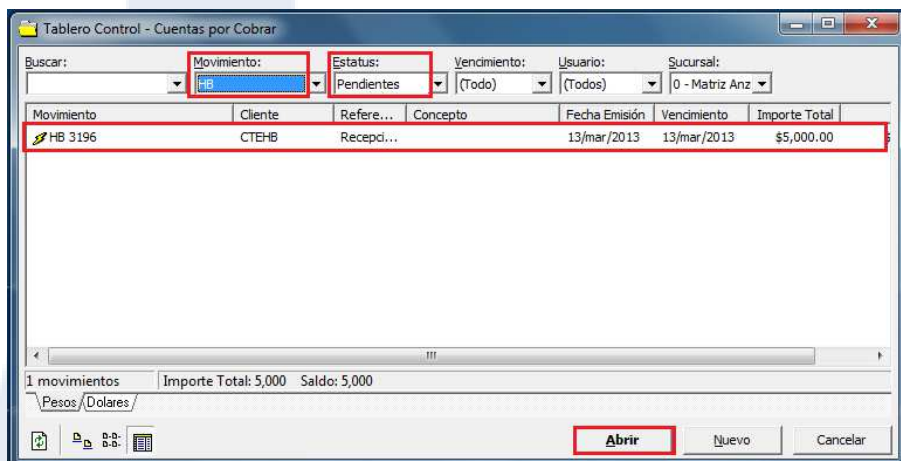 Tablero Control - Cuentas por Cobrar
Buscar: Movimiento: Estatus: Vencimiento: Usuario: Sucursal:
HB Pendientes (Todo) (Todos) 0 - Matriz Anz
Movimiento Cliente Refere... Concepto Fecha Emisión Vencimiento Importe Total
HB 3196 CTEHB Recepci... 13/mar/2013 13/mar/2013 $5,000.00
1 movimientos Importe Total: 5,000 Saldo: 5,000
Pesos Dolares
Abrir Nuevo Cancelar